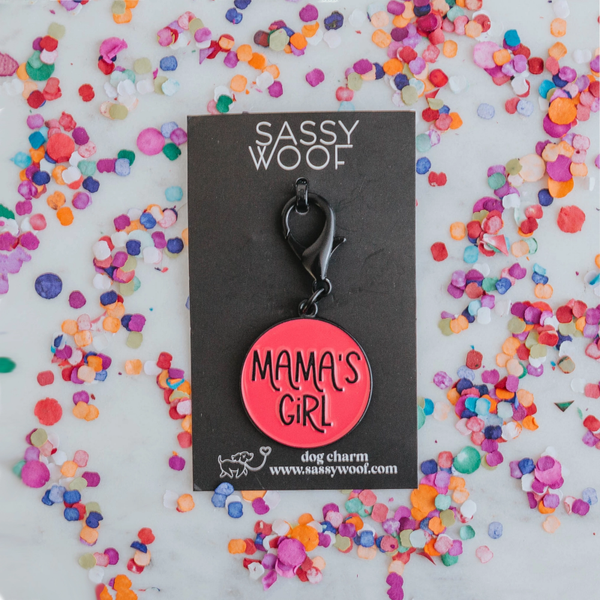 SASSY
WOOF
MAMA'S
GiRL
dog charm
www.sassywoof.com